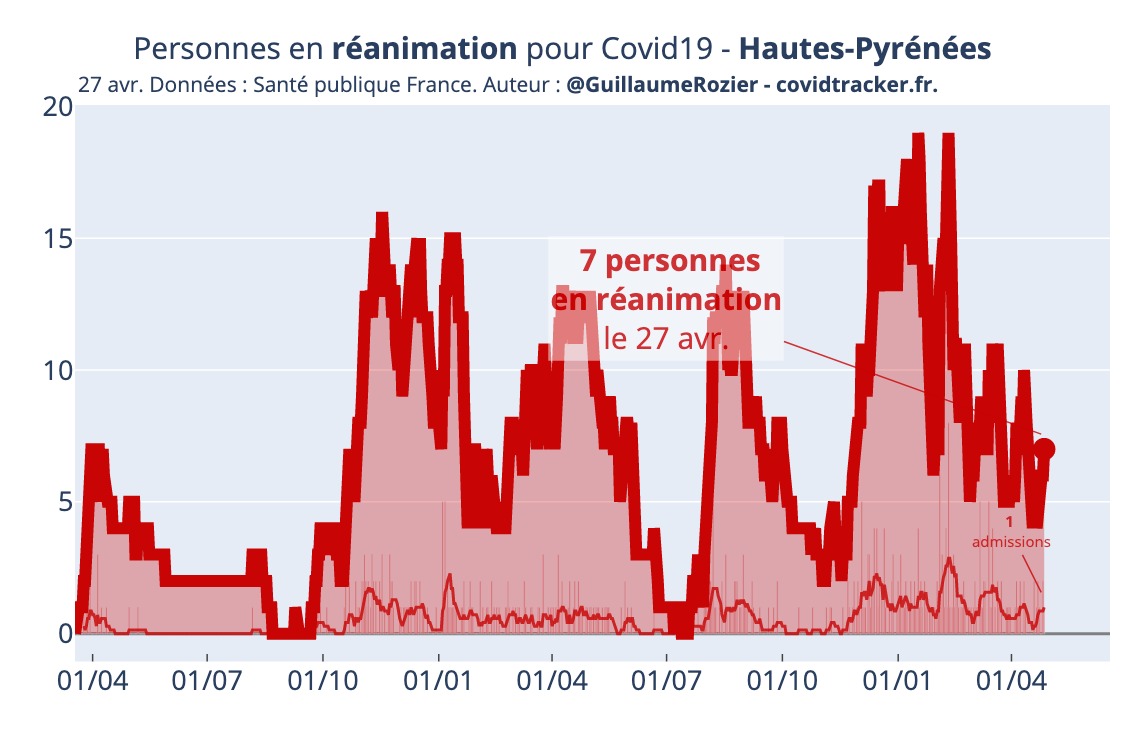 Personnes en réanimation pour Covid19 - Hautes-Pyrénées
27 avr. Données : Santé publique France. Auteur : @GuillaumeRozier - covidtracker.fr.
20
15
10
5
0
7 personnes
en réanimation
le 27 avr.
1
admissions
01/04 01/07 01/10 01/01 01/04 01/07 01/10 01/01 01/04